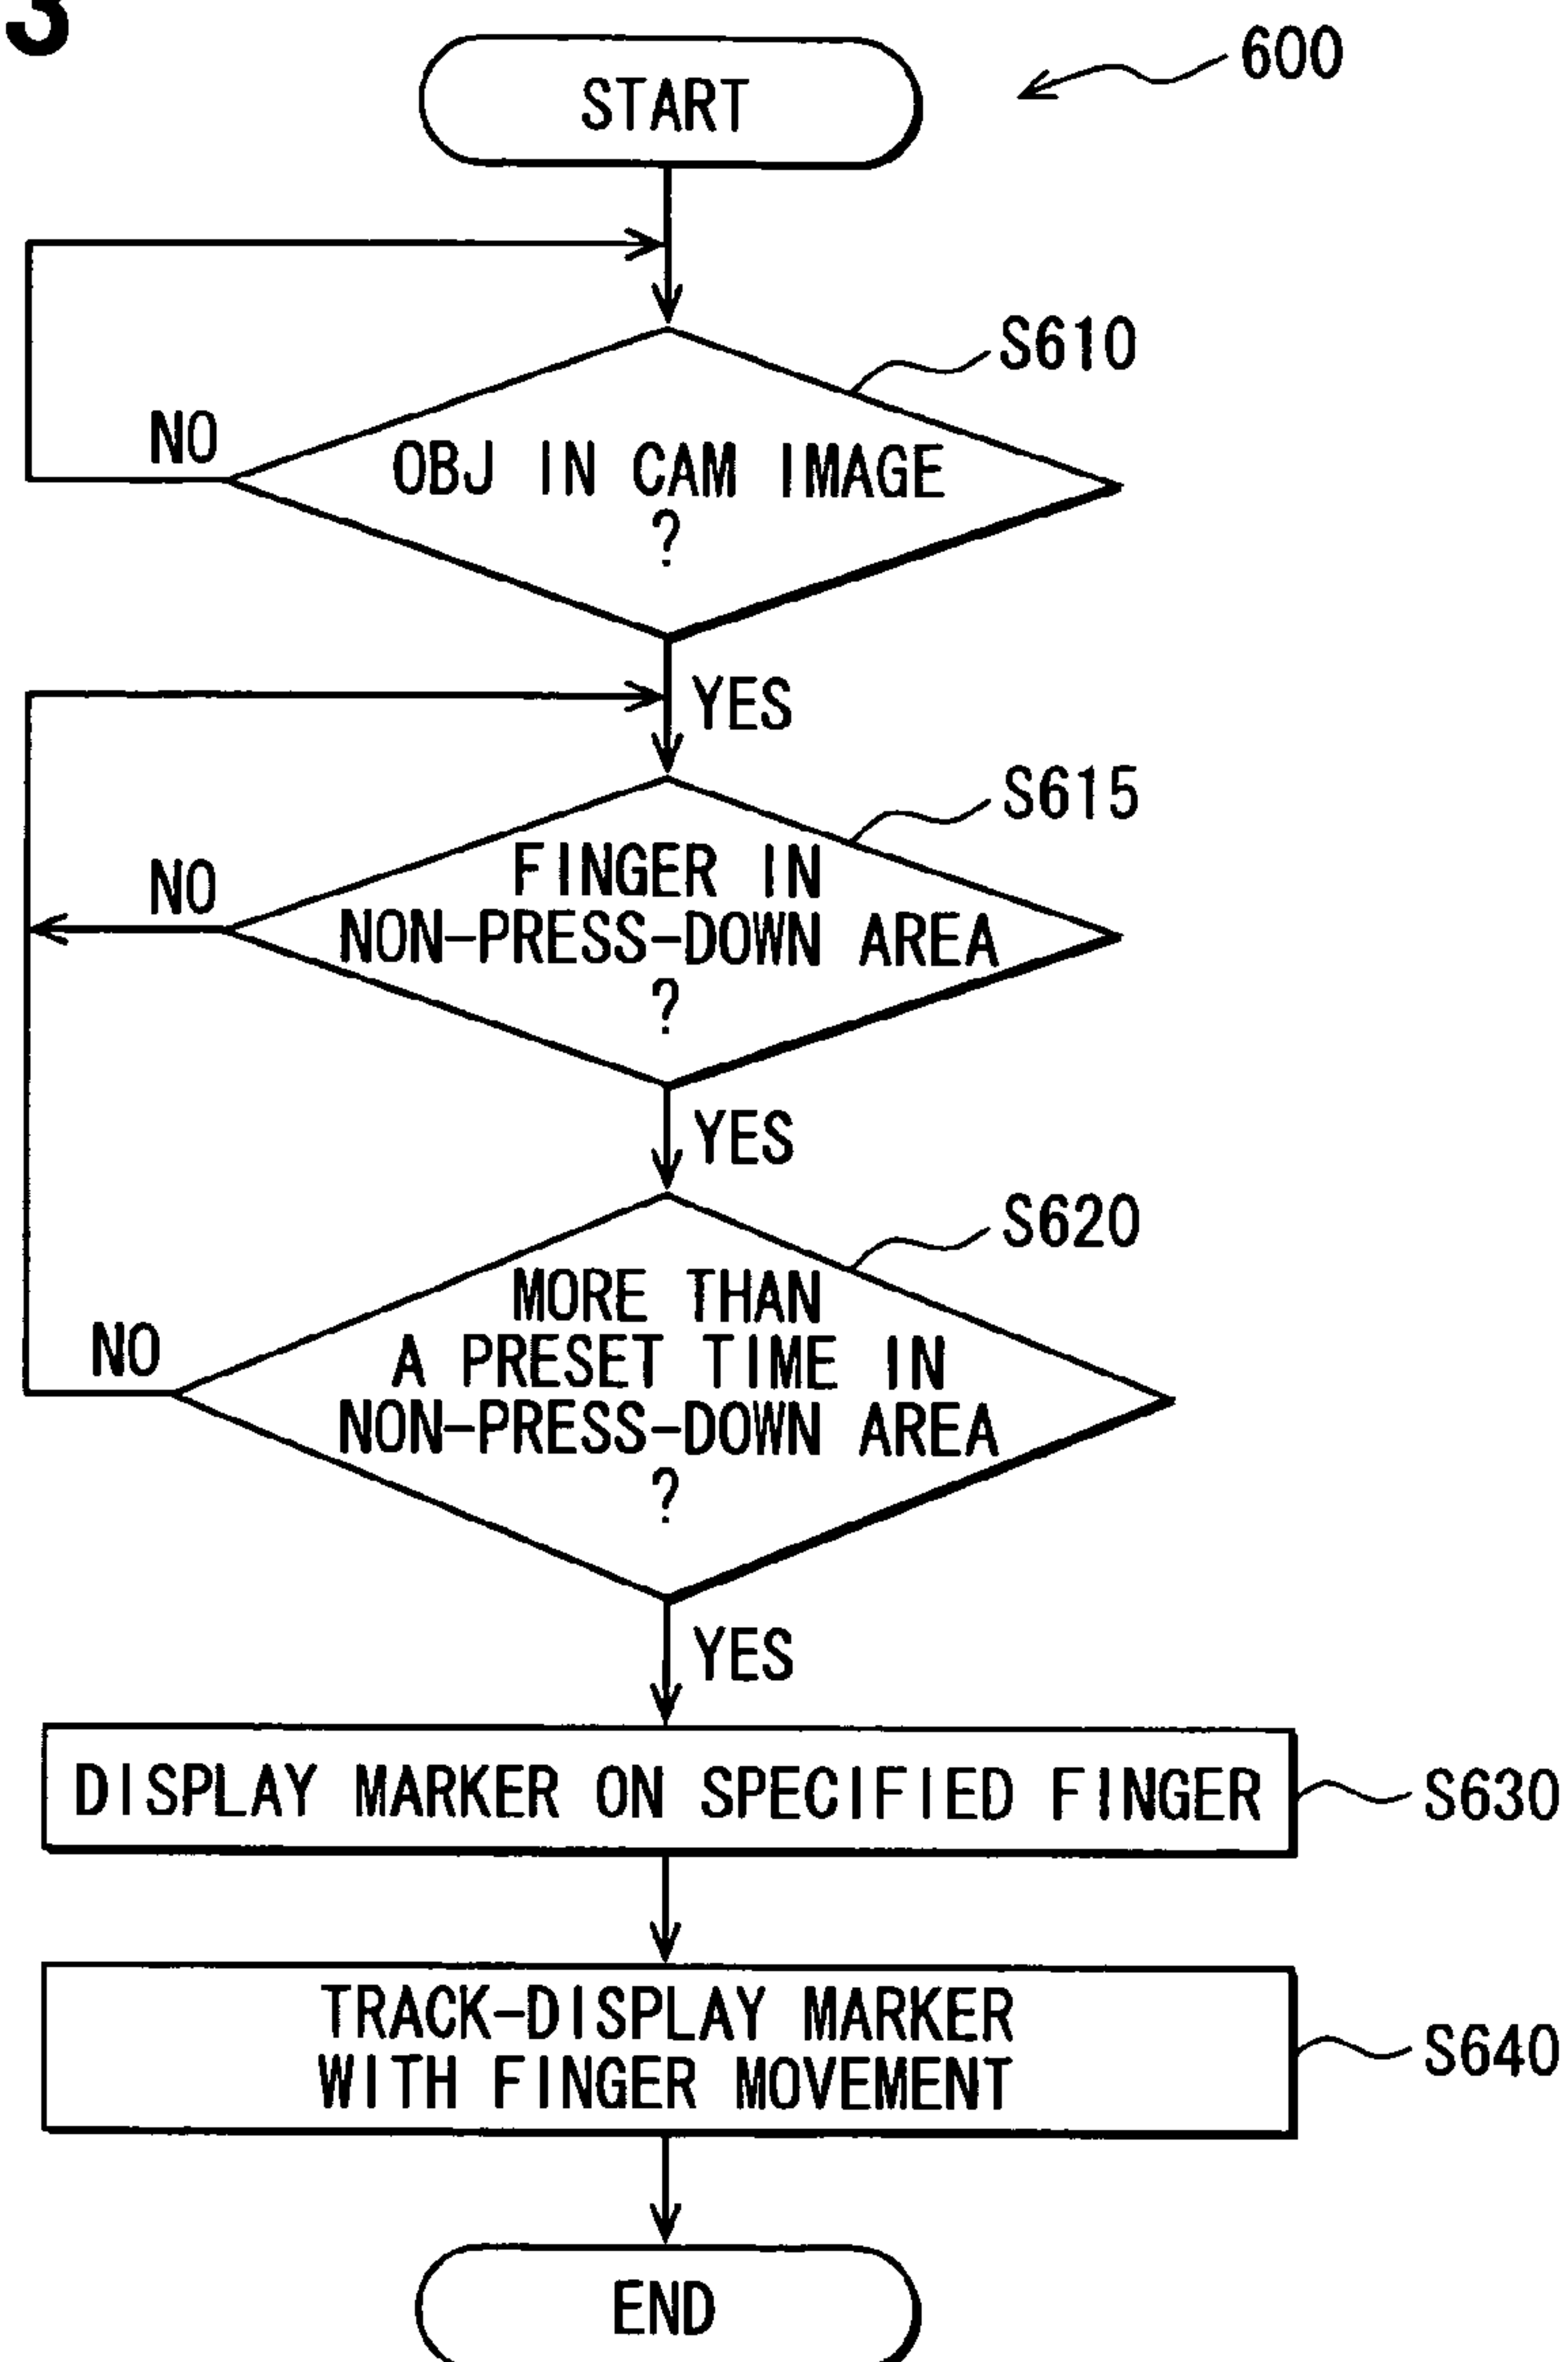 3
START
600
S610
NO
OBJ IN CAM IMAGE
?
YES
S615
NO
FINGER IN
NON-PRESS-DOWN AREA
?
YES
S620
NO
MORE THAN
A PRESET TIME IN
NON-PRESS-DOWN AREA
?
YES
DISPLAY MARKER ON SPECIFIED FINGER
S630
TRACK-DISPLAY MARKER
WITH FINGER MOVEMENT
S640
END